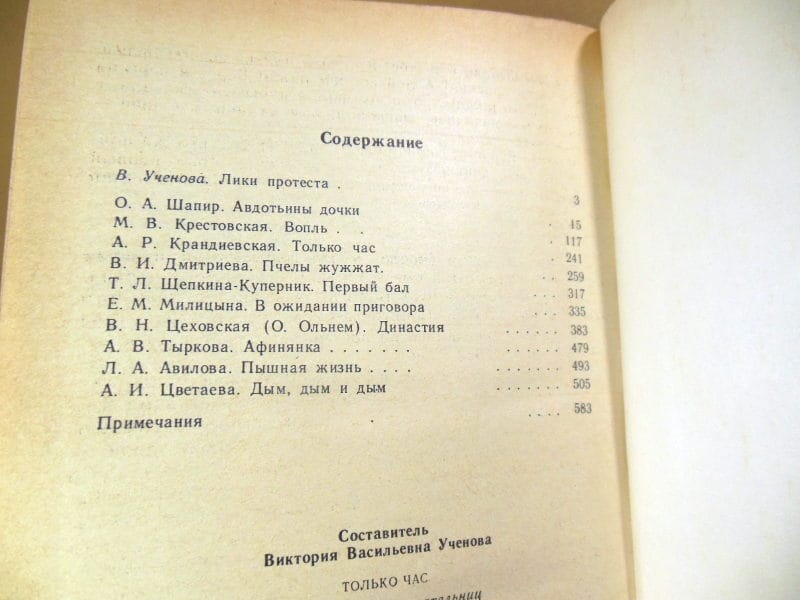 Содержание
В. Ученова. Лики протеста . 3
О. А. Шапир. Авдотьины дочки . 15
М. В. Крестовская. Вопль . . . 117
А. Р. Крандиевская. Только час . 241
В. И. Дмитриева. Пчелы жужжат. . . 259
Т. Л. Щепкина-Куперник. Первый бал . . . 317
Е. М. Милицына. В ожидании приговора . . . 335
В. Н. Цеховская (О. Ольнем). Династия . . . . . . 383
А. В. Тыркова. Афинянка . . . . . . . . . . . . . 479
Л. А. Авилова. Пышная жизнь . . . . . . . . . . . 493
А. И. Цветаева. Дым, дым и дым . . . . . . . 505
Примечания . . . . 583
Составитель
Виктория Васильевна Ученова
ТОЛЬКО ЧАС